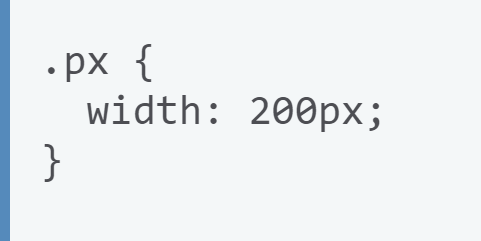 .px {
  width: 200px;
}